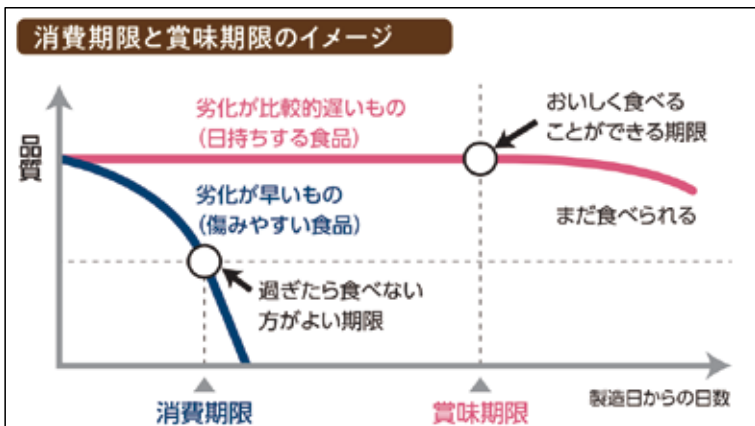 消費期限と賞味期限のイメージ
品質
劣化が比較的遅いもの
(日持ちする食品)
おいしく食べる
ことができる期限
劣化が早いもの
(傷みやすい食品)
まだ食べられる
過ぎたら食べない
方がよい期限
消費期限
賞味期限
製造日からの日数